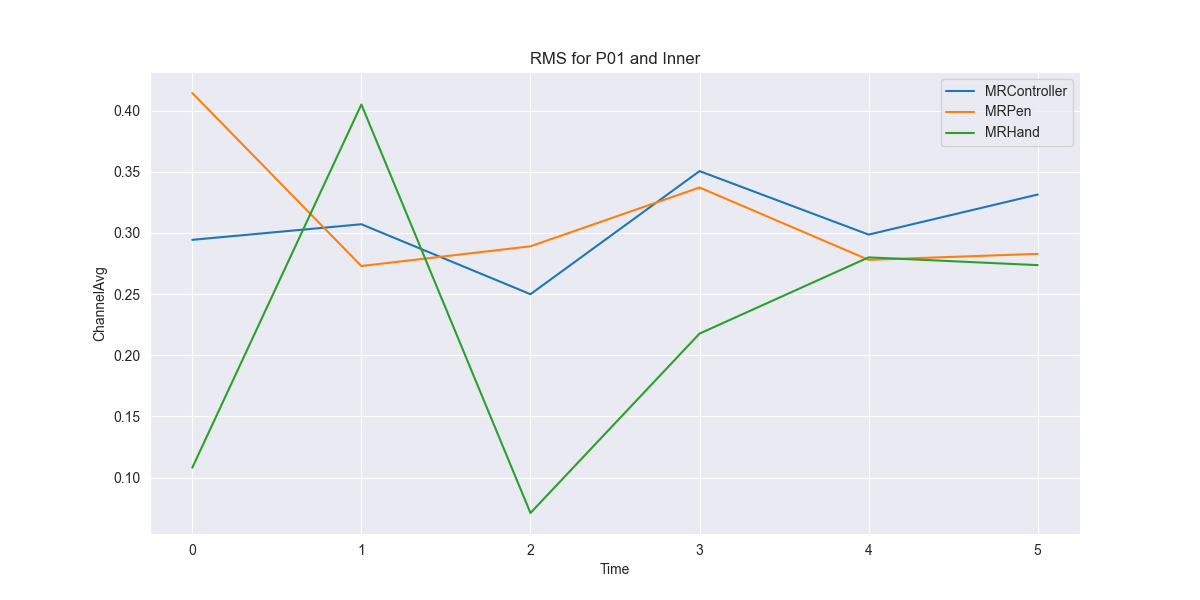 RMS for P01 and Inner
MRController
MRPen
MRHand
ChannelAvg
0.40
0.35
0.30
0.25
0.20
0.15
0.10
0 1 2 3 4 5
Time